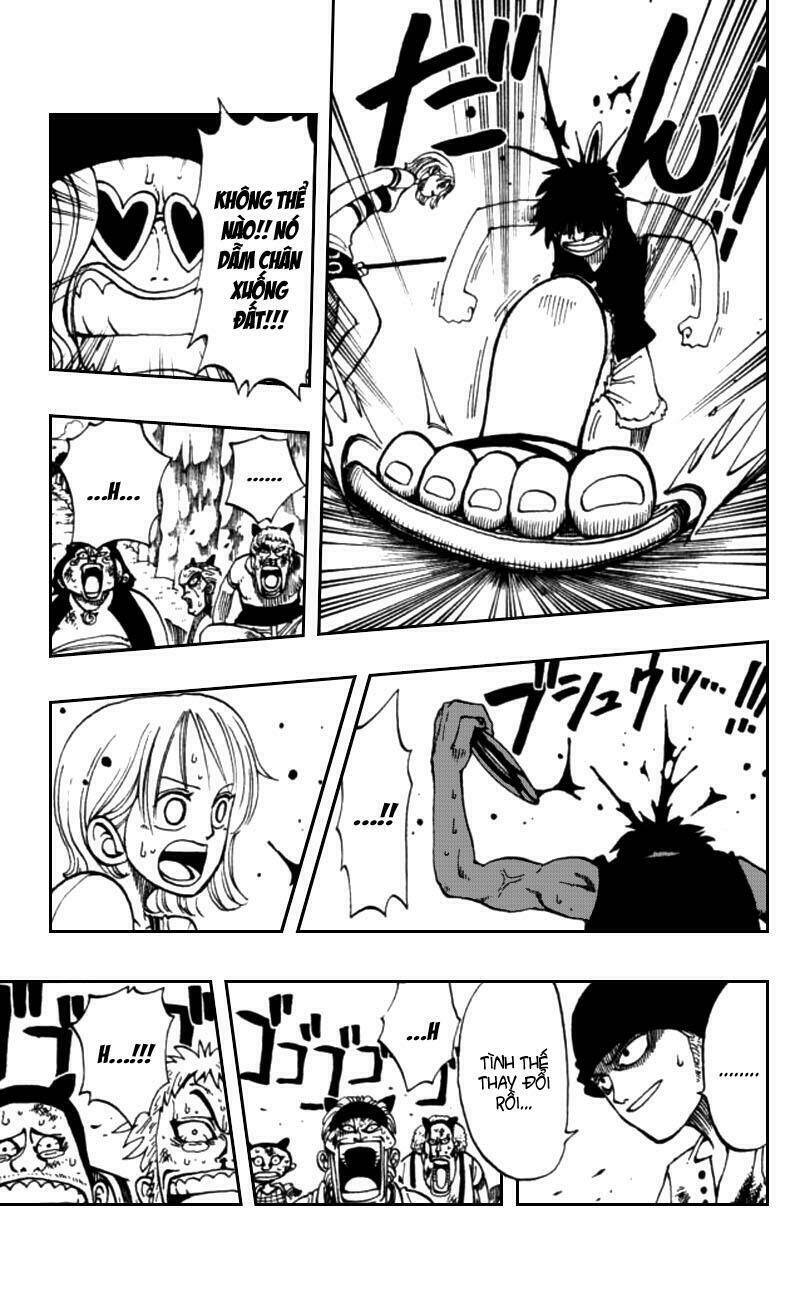 だん!!
KHÔNG THỂ
NÀO!! NÓ
DẪM CHÂN
XUỐNG
ĐẤT!!!
.......
...H...
ブシュウッ...!!!
....!!
.........
TÌNH THẾ
THAY ĐỔI
RỒI...
...H
ゴゴゴゴゴ
H...!!!
ゴゴゴ